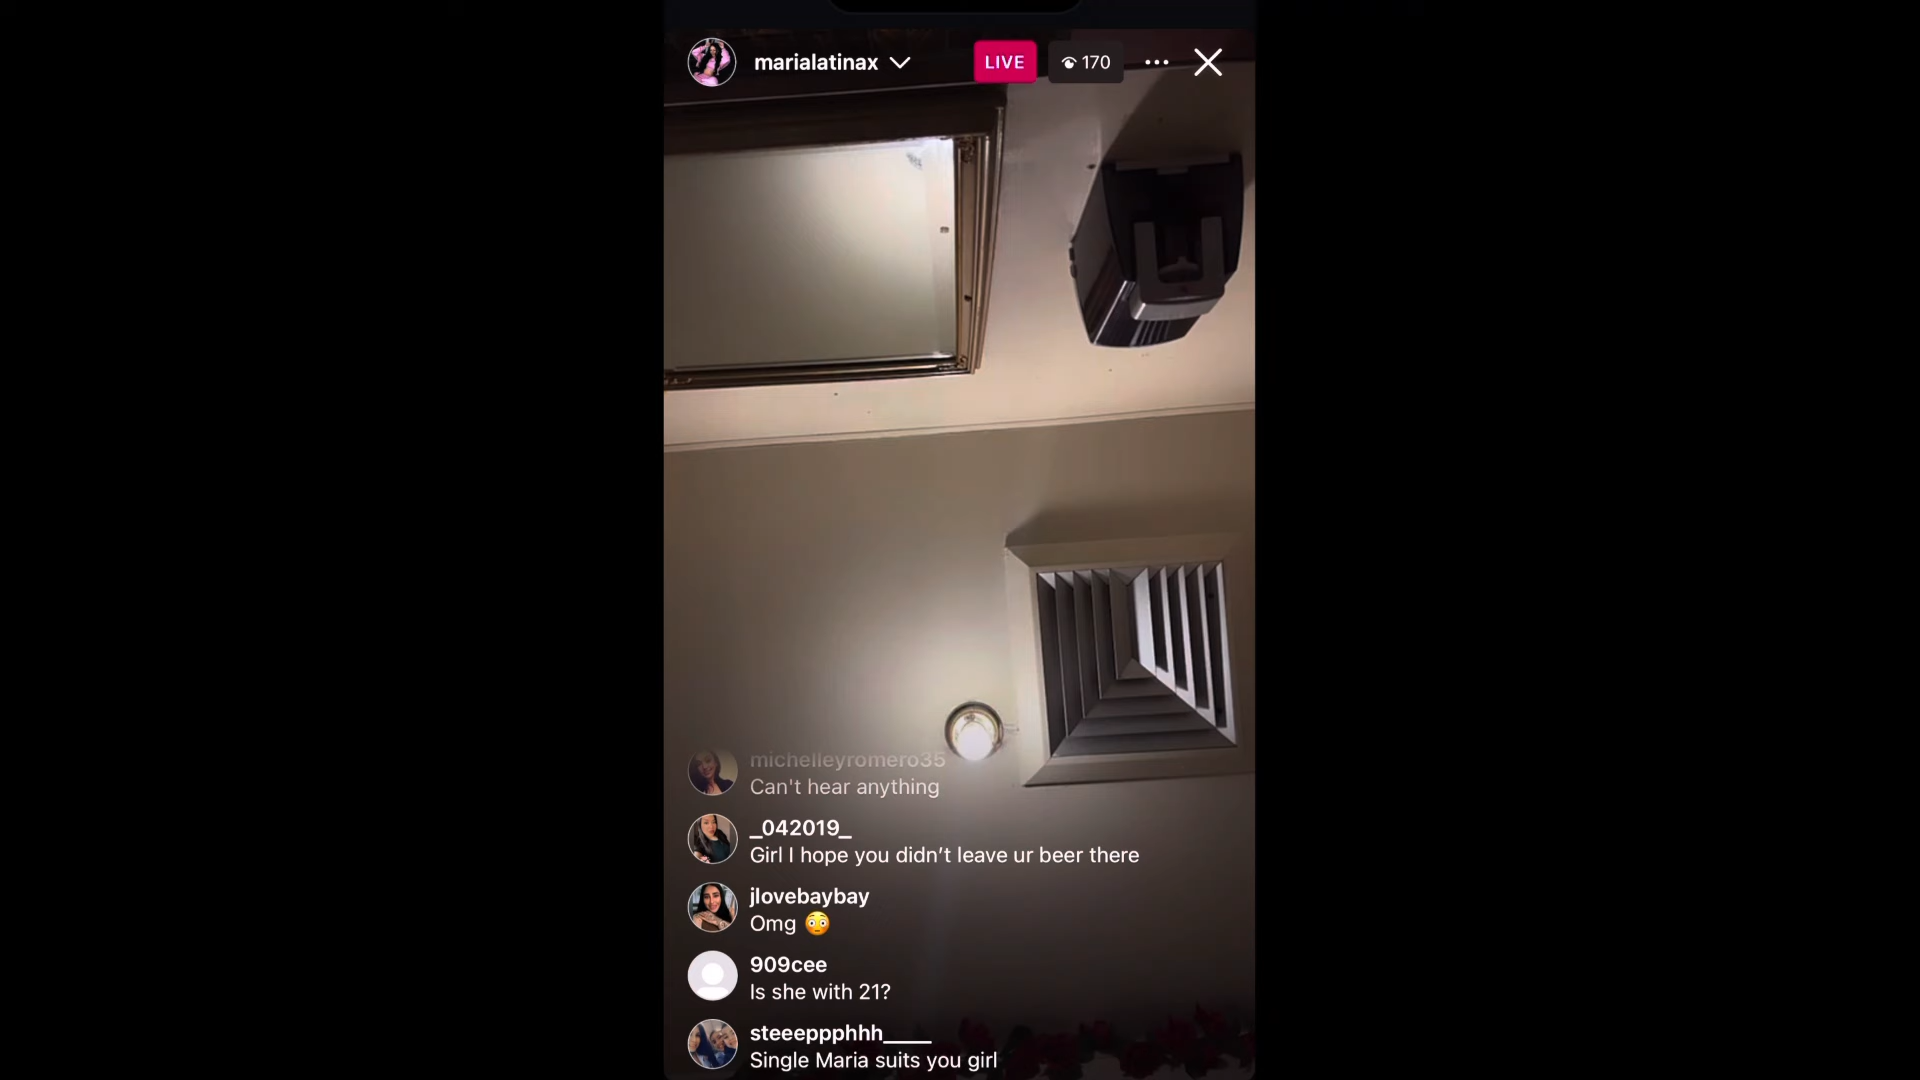 marialatinax
LIVE
170
michelleyromero35
Can't hear anything
_042019_
Girl I hope you didn’t leave ur beer there
jlovebaybay
Omg 😳
909cee
Is she with 21?
steeeppphhh_____
Single Maria suits you girl